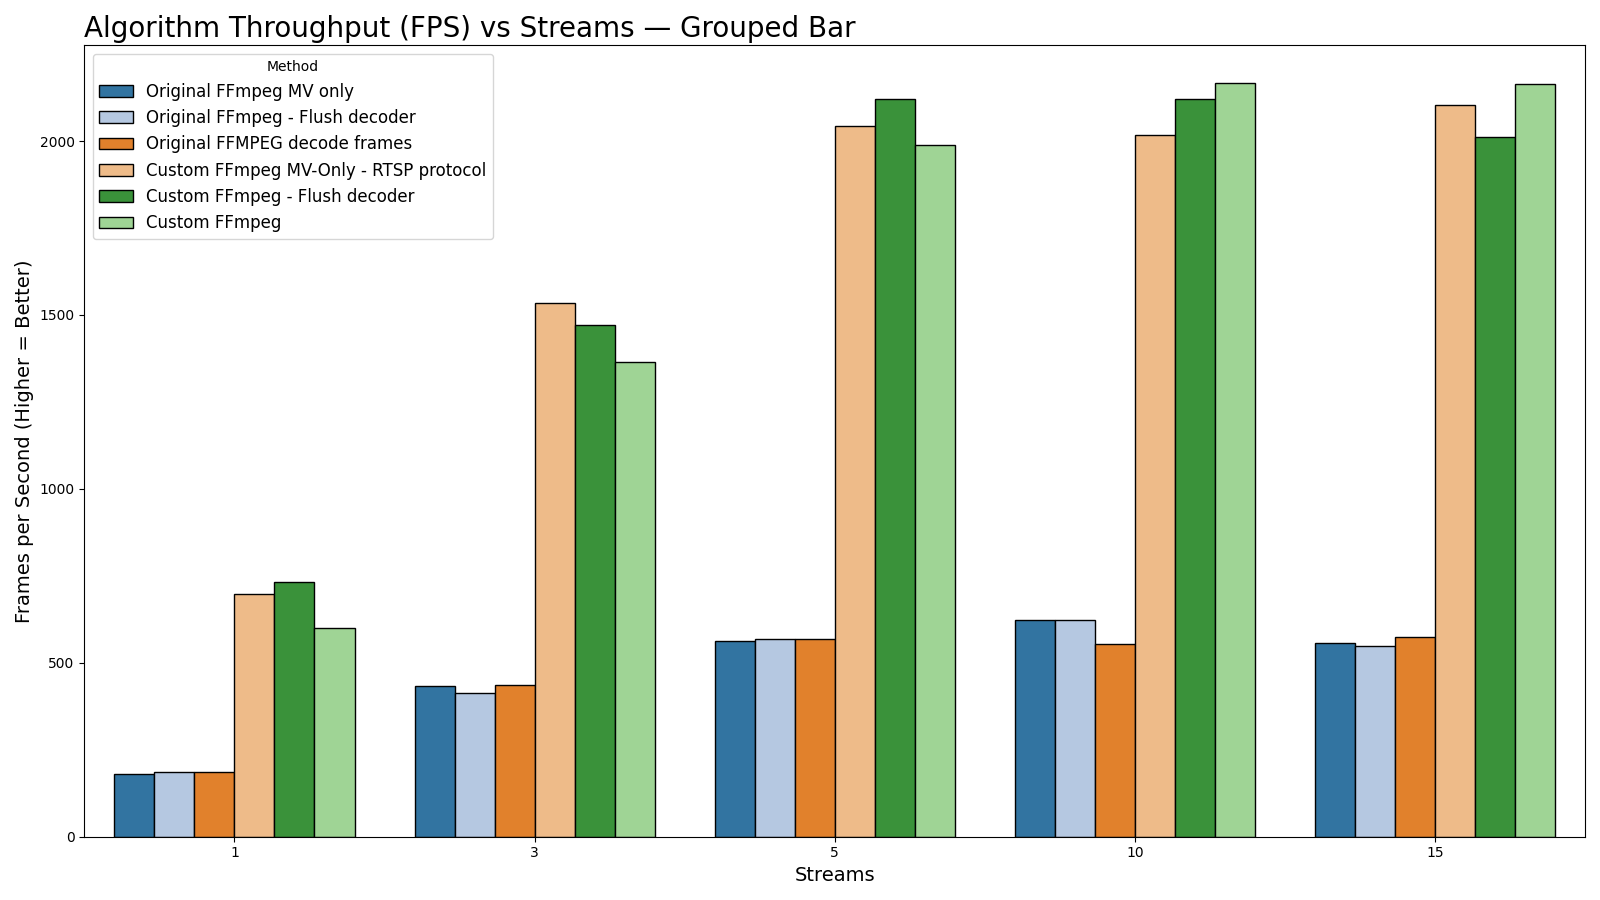 Algorithm Throughput (FPS) vs Streams — Grouped Bar
Method
Original FFmpeg MV only
Original FFmpeg - Flush decoder
Original FFMPEG decode frames
Custom FFmpeg MV-Only - RTSP protocol
Custom FFmpeg - Flush decoder
Custom FFmpeg
Frames per Second (Higher = Better)
2000
1500
1000
500
0
1 3 5 10 15
Streams